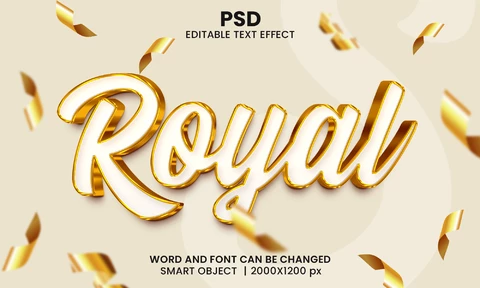 PSD
EDITABLE TEXT EFFECT
Royal
WORD AND FONT CAN BE CHANGED
SMART OBJECT | 2000X1200 px